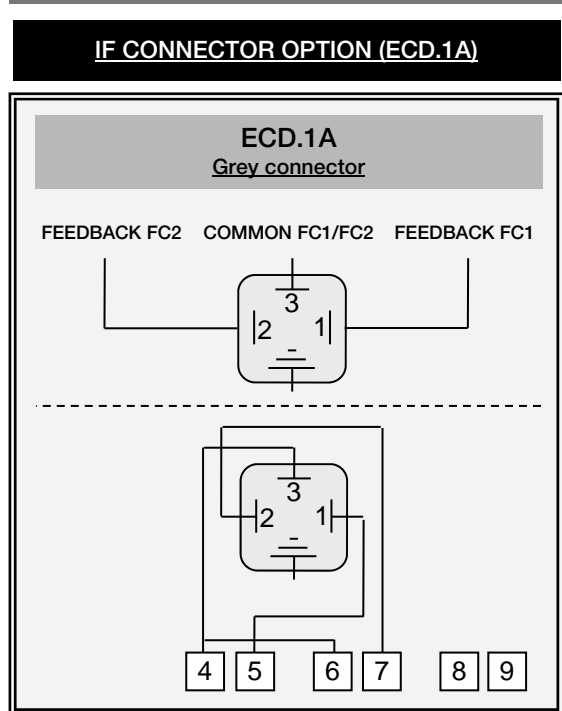 IF CONNECTOR OPTION (ECD.1A)
ECD.1A
Grey connector
FEEDBACK FC2 COMMON FC1/FC2 FEEDBACK FC1
3
2 1
3
2 1
4 5 6 7 8 9